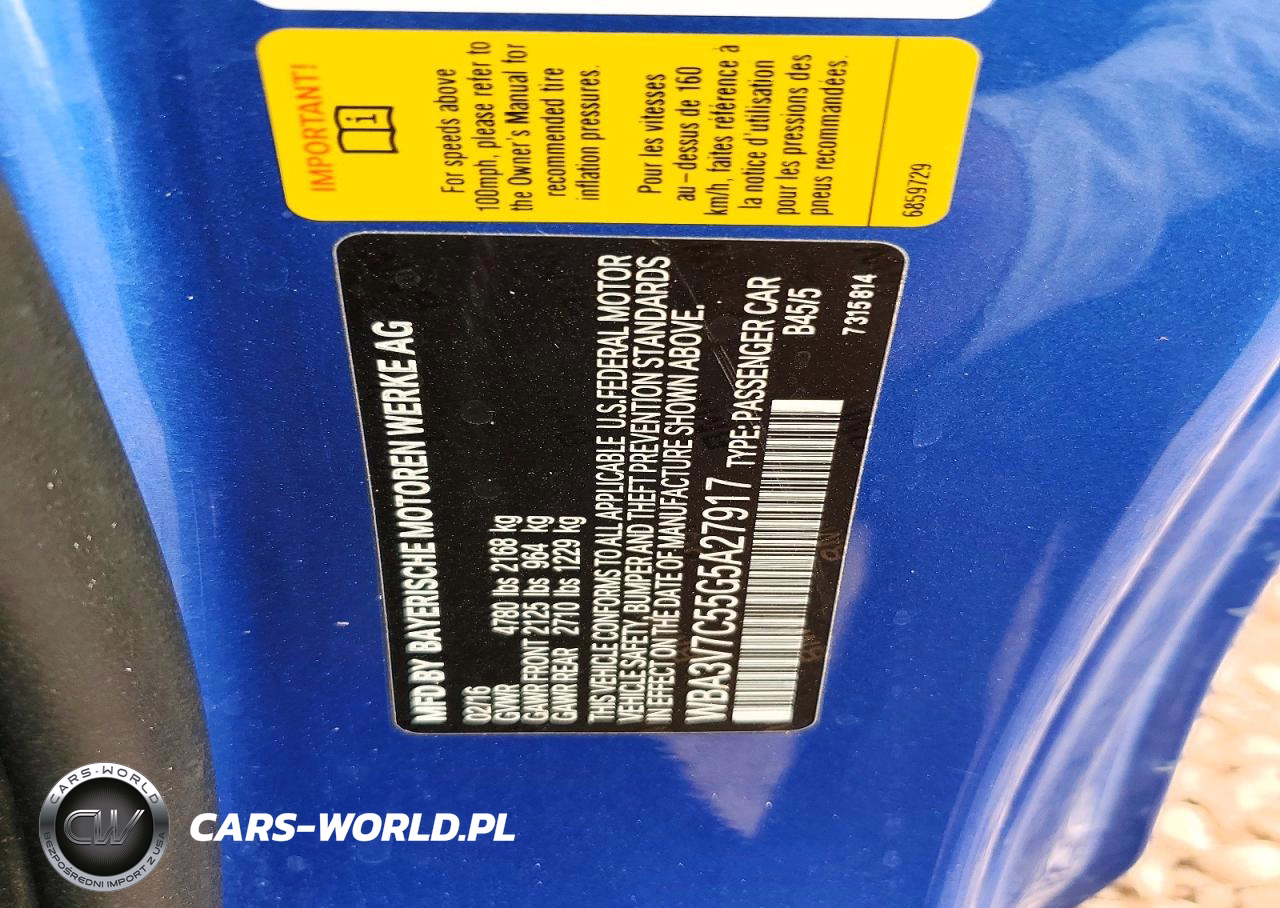 IMPORTANT!
i
For speeds above
100mph, please refer to
the Owner's Manual for
recommended tire
inflation pressures.
Pour les vitesses
au-dessus de 160
km/h, faites référence à
la notice d'utilisation
pour les pressions des
pneus recommandées.
6859729
MFD.BY BAYERISCHE MOTOREN WERKE AG
02/16
GVWR 4780 lbs 2168 kg
GAWR FRONT 2125 lbs 964 kg
GAWR REAR 2710 lbs 1229 kg
THIS VEHICLE CONFORMS TO ALL APPLICABLE U.S.FEDERAL MOTOR
VEHICLE SAFETY, BUMPER AND THEFT PREVENTION STANDARDS
IN EFFECT ON THE DATE OF MANUFACTURE SHOWN ABOVE.
WBA3V7C55G5A27917 TYPE:PASSENGER CAR
B45/5
7315814
CARS-WORLD
CW
BEZPOŚREDNI IMPORT Z USA
CARS-WORLD.PL